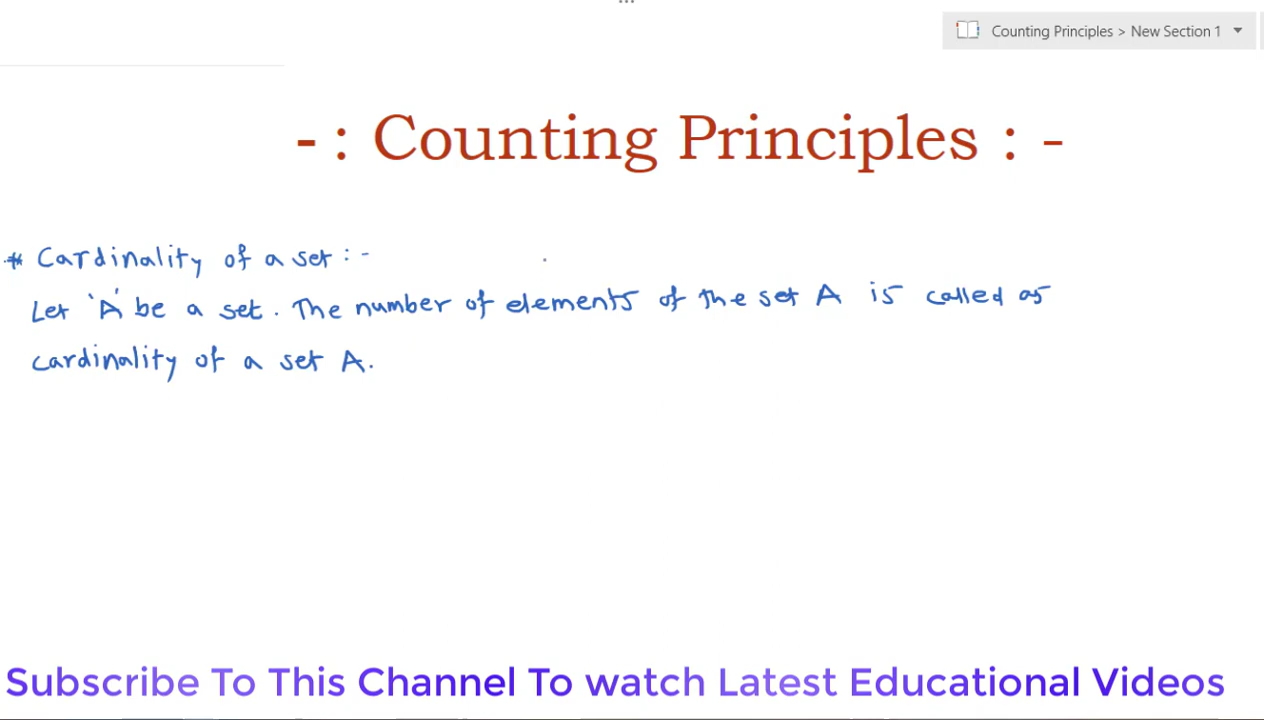 Counting Principles > New Section 1
- : Counting Principles : -
* Cardinality of a set : -
Let 'A' be a set. The number of elements of the set A is called as
cardinality of a set A.
Subscribe To This Channel To watch Latest Educational Videos